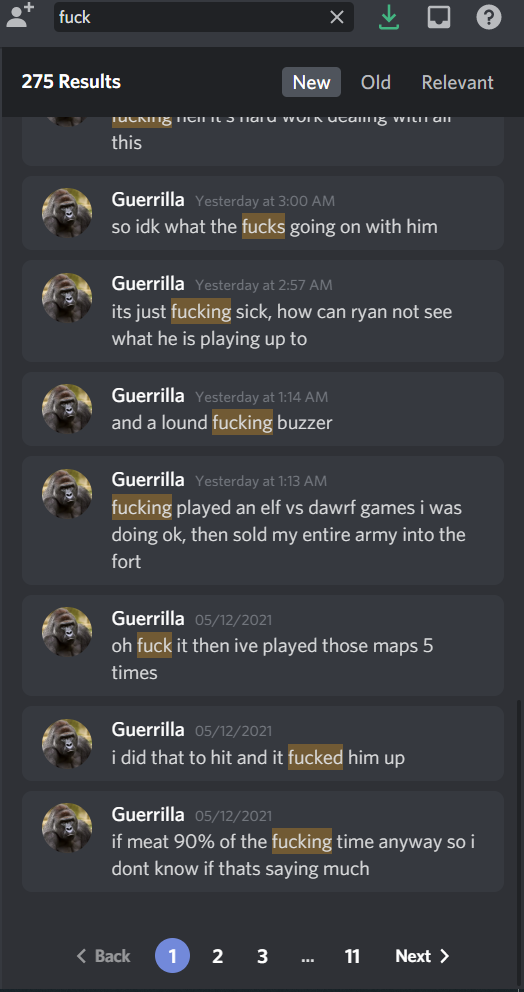 fuck
275 Results
New Old Relevant
fucking hell it's hard work dealing with all
this
Guerrilla Yesterday at 3:00 AM
so idk what the fucks going on with him
Guerrilla Yesterday at 2:57 AM
its just fucking sick, how can ryan not see
what he is playing up to
Guerrilla Yesterday at 1:14 AM
and a lound fucking buzzer
Guerrilla Yesterday at 1:13 AM
fucking played an elf vs dawrf games i was
doing ok, then sold my entire army into the
fort
Guerrilla 05/12/2021
oh fuck it then ive played those maps 5
times
Guerrilla 05/12/2021
i did that to hit and it fucked him up
Guerrilla 05/12/2021
if meat 90% of the fucking time anyway so i
dont know if thats saying much
Back 1 2 3 ... 11 Next